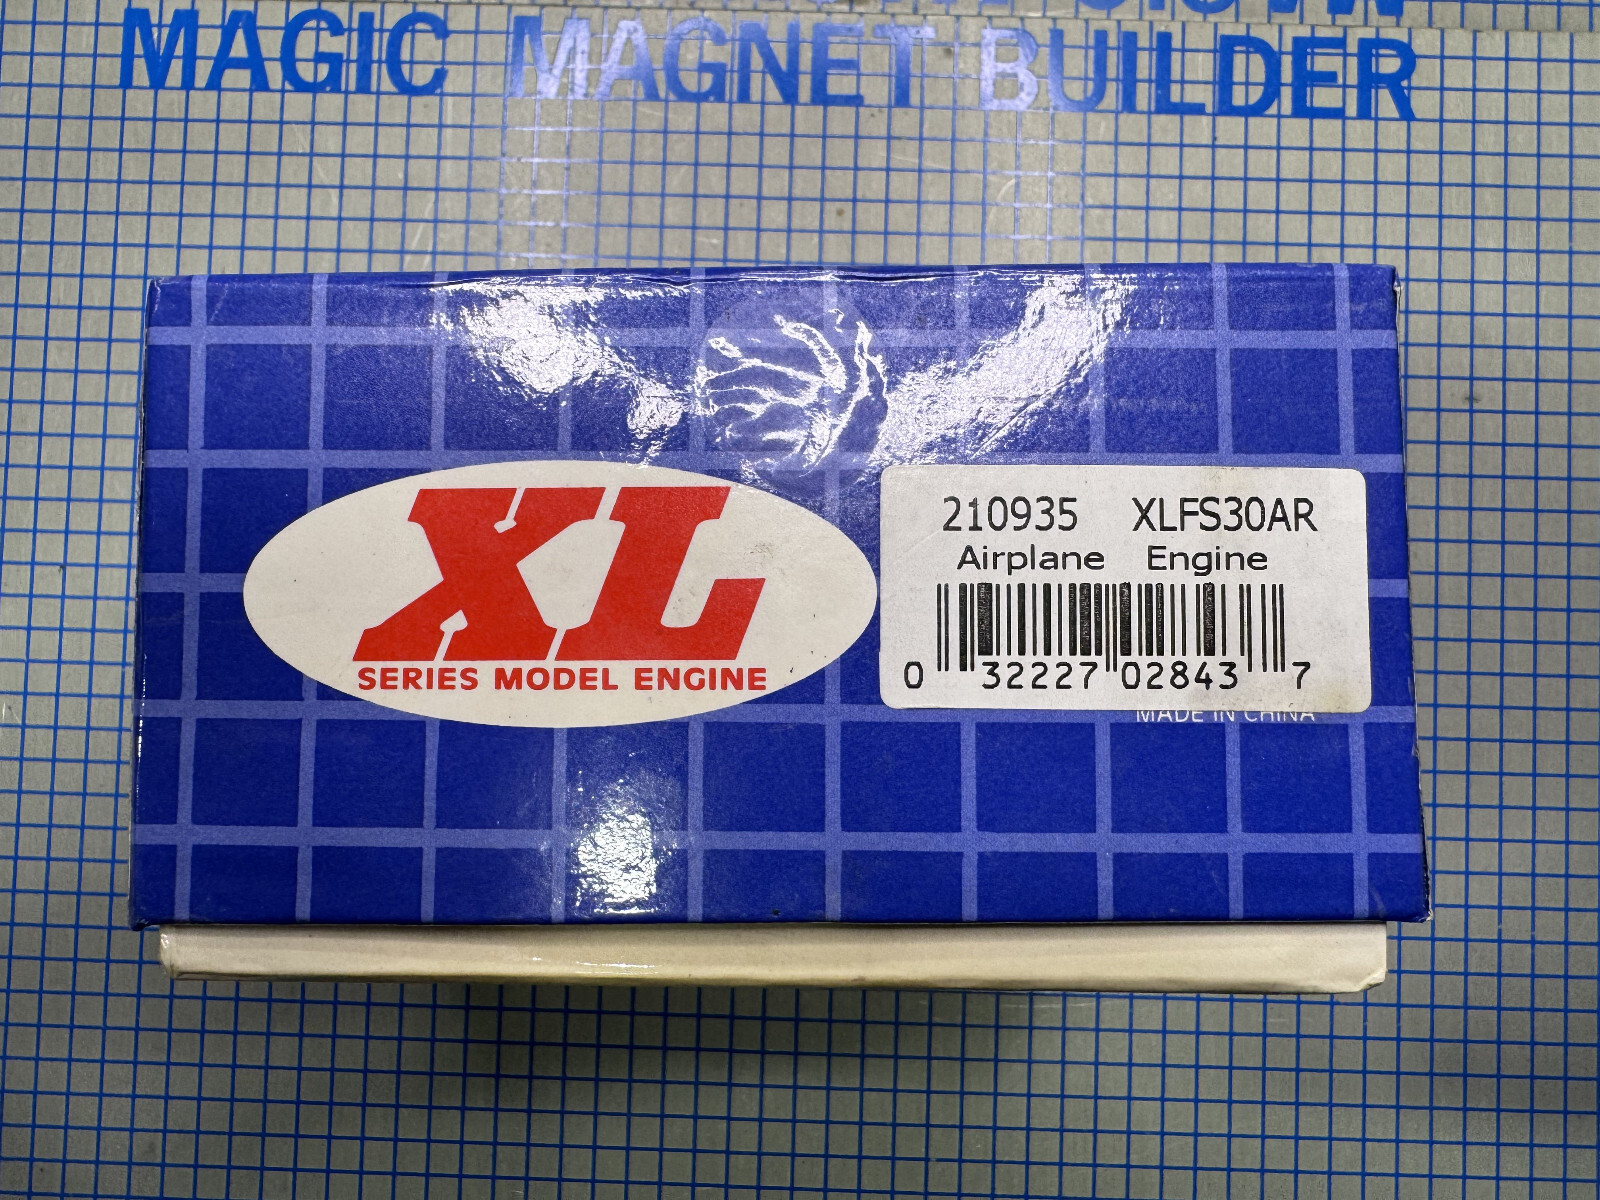 MAGIC MAGNET BUILDER
XL
SERIES MODEL ENGINE
210935 XLFS30AR
Airplane Engine
0 32227 02843 7
MADE IN CHINA